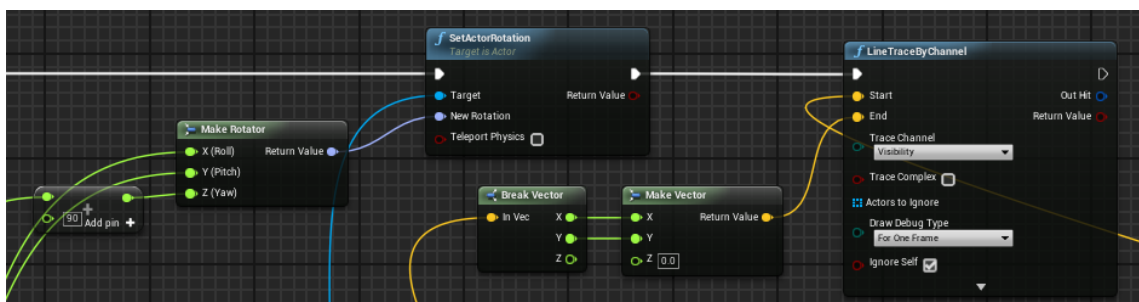 SetActorRotation
Target is Actor
Target
Return Value
New Rotation
Teleport Physics
Make Rotator
X (Roll)
Return Value
Y (Pitch)
Z (Yaw)
+
90
Add pin +
Break Vector
In Vec
X
Y
Z
Make Vector
X
Return Value
Y
Z 0.0
LineTraceByChannel
Start
Out Hit
End
Return Value
Trace Channel
Visibility
Trace Complex
Actors to Ignore
Draw Debug Type
For One Frame
Ignore Self